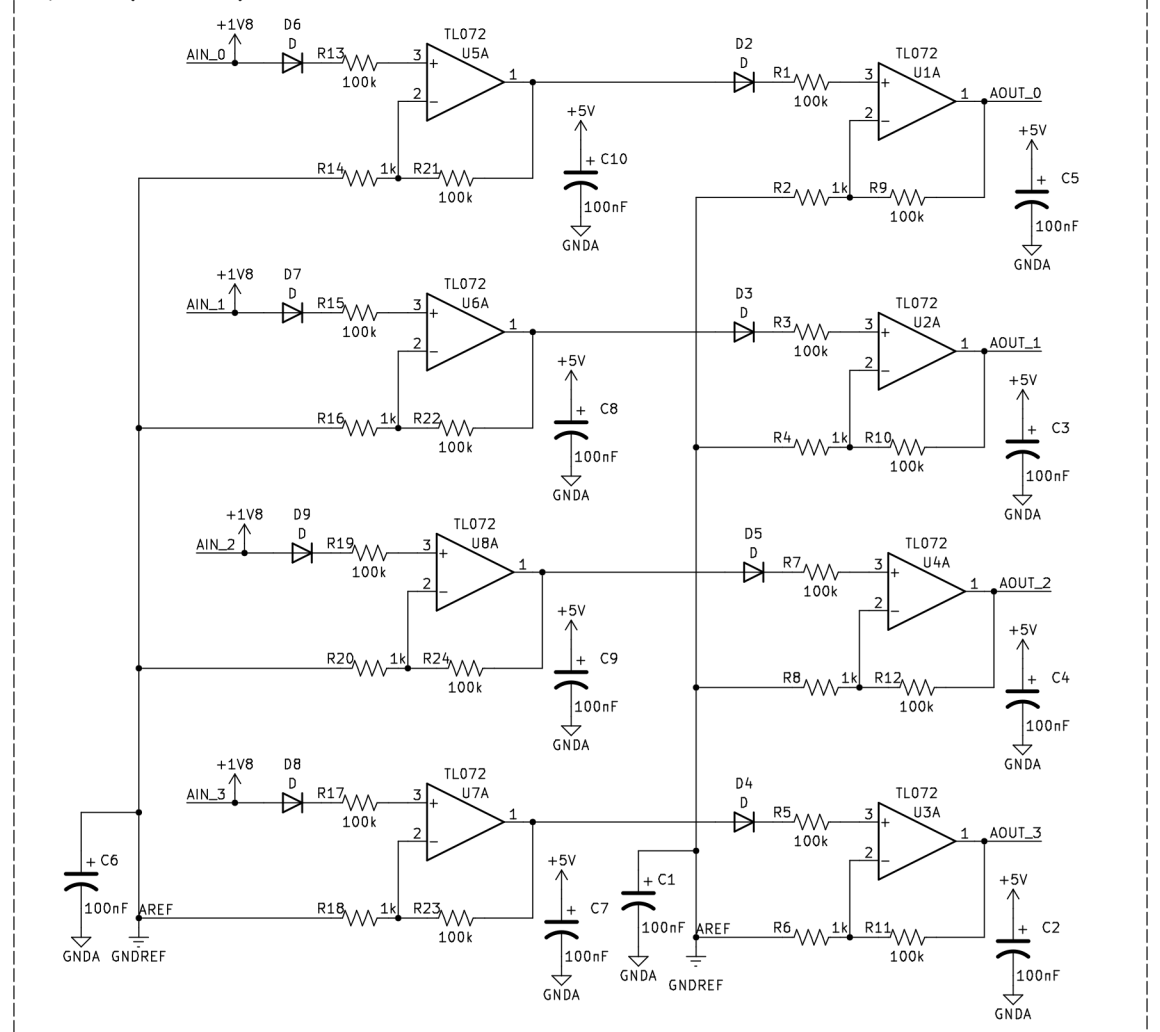 +1V8 D6 TL072
D U5A
AIN_0 R13 3 + 1
100k 2 −
R14 1k R21
100k
+5V
+ C10
100nF
GNDA
D2 TL072
D U1A
R1 3 + 1 AOUT_0
100k 2 −
R2 1k R9
100k
+5V
+ C5
100nF
GNDA
+1V8 D7 TL072
D U6A
AIN_1 R15 3 + 1
100k 2 −
R16 1k R22
100k
+5V
+ C8
100nF
GNDA
D3 TL072
D U2A
R3 3 + 1 AOUT_1
100k 2 −
R4 1k R10
100k
+5V
+ C3
100nF
GNDA
+1V8 D9 TL072
D U8A
AIN_2 R19 3 + 1
100k 2 −
R20 1k R24
100k
+5V
+ C9
100nF
GNDA
D5 TL072
D U4A
R7 3 + 1 AOUT_2
100k 2 −
R8 1k R12
100k
+5V
+ C4
100nF
GNDA
+1V8 D8 TL072
D U7A
AIN_3 R17 3 + 1
100k 2 −
R18 1k R23
100k
+ C6
100nF AREF
GNDA GNDREF
+5V
+ C7
100nF
GNDA
D4 TL072
D U3A
R5 3 + 1 AOUT_3
100k 2 −
R6 1k R11
100k
+ C1
100nF AREF
GNDA GNDREF
+5V
+ C2
100nF
GNDA